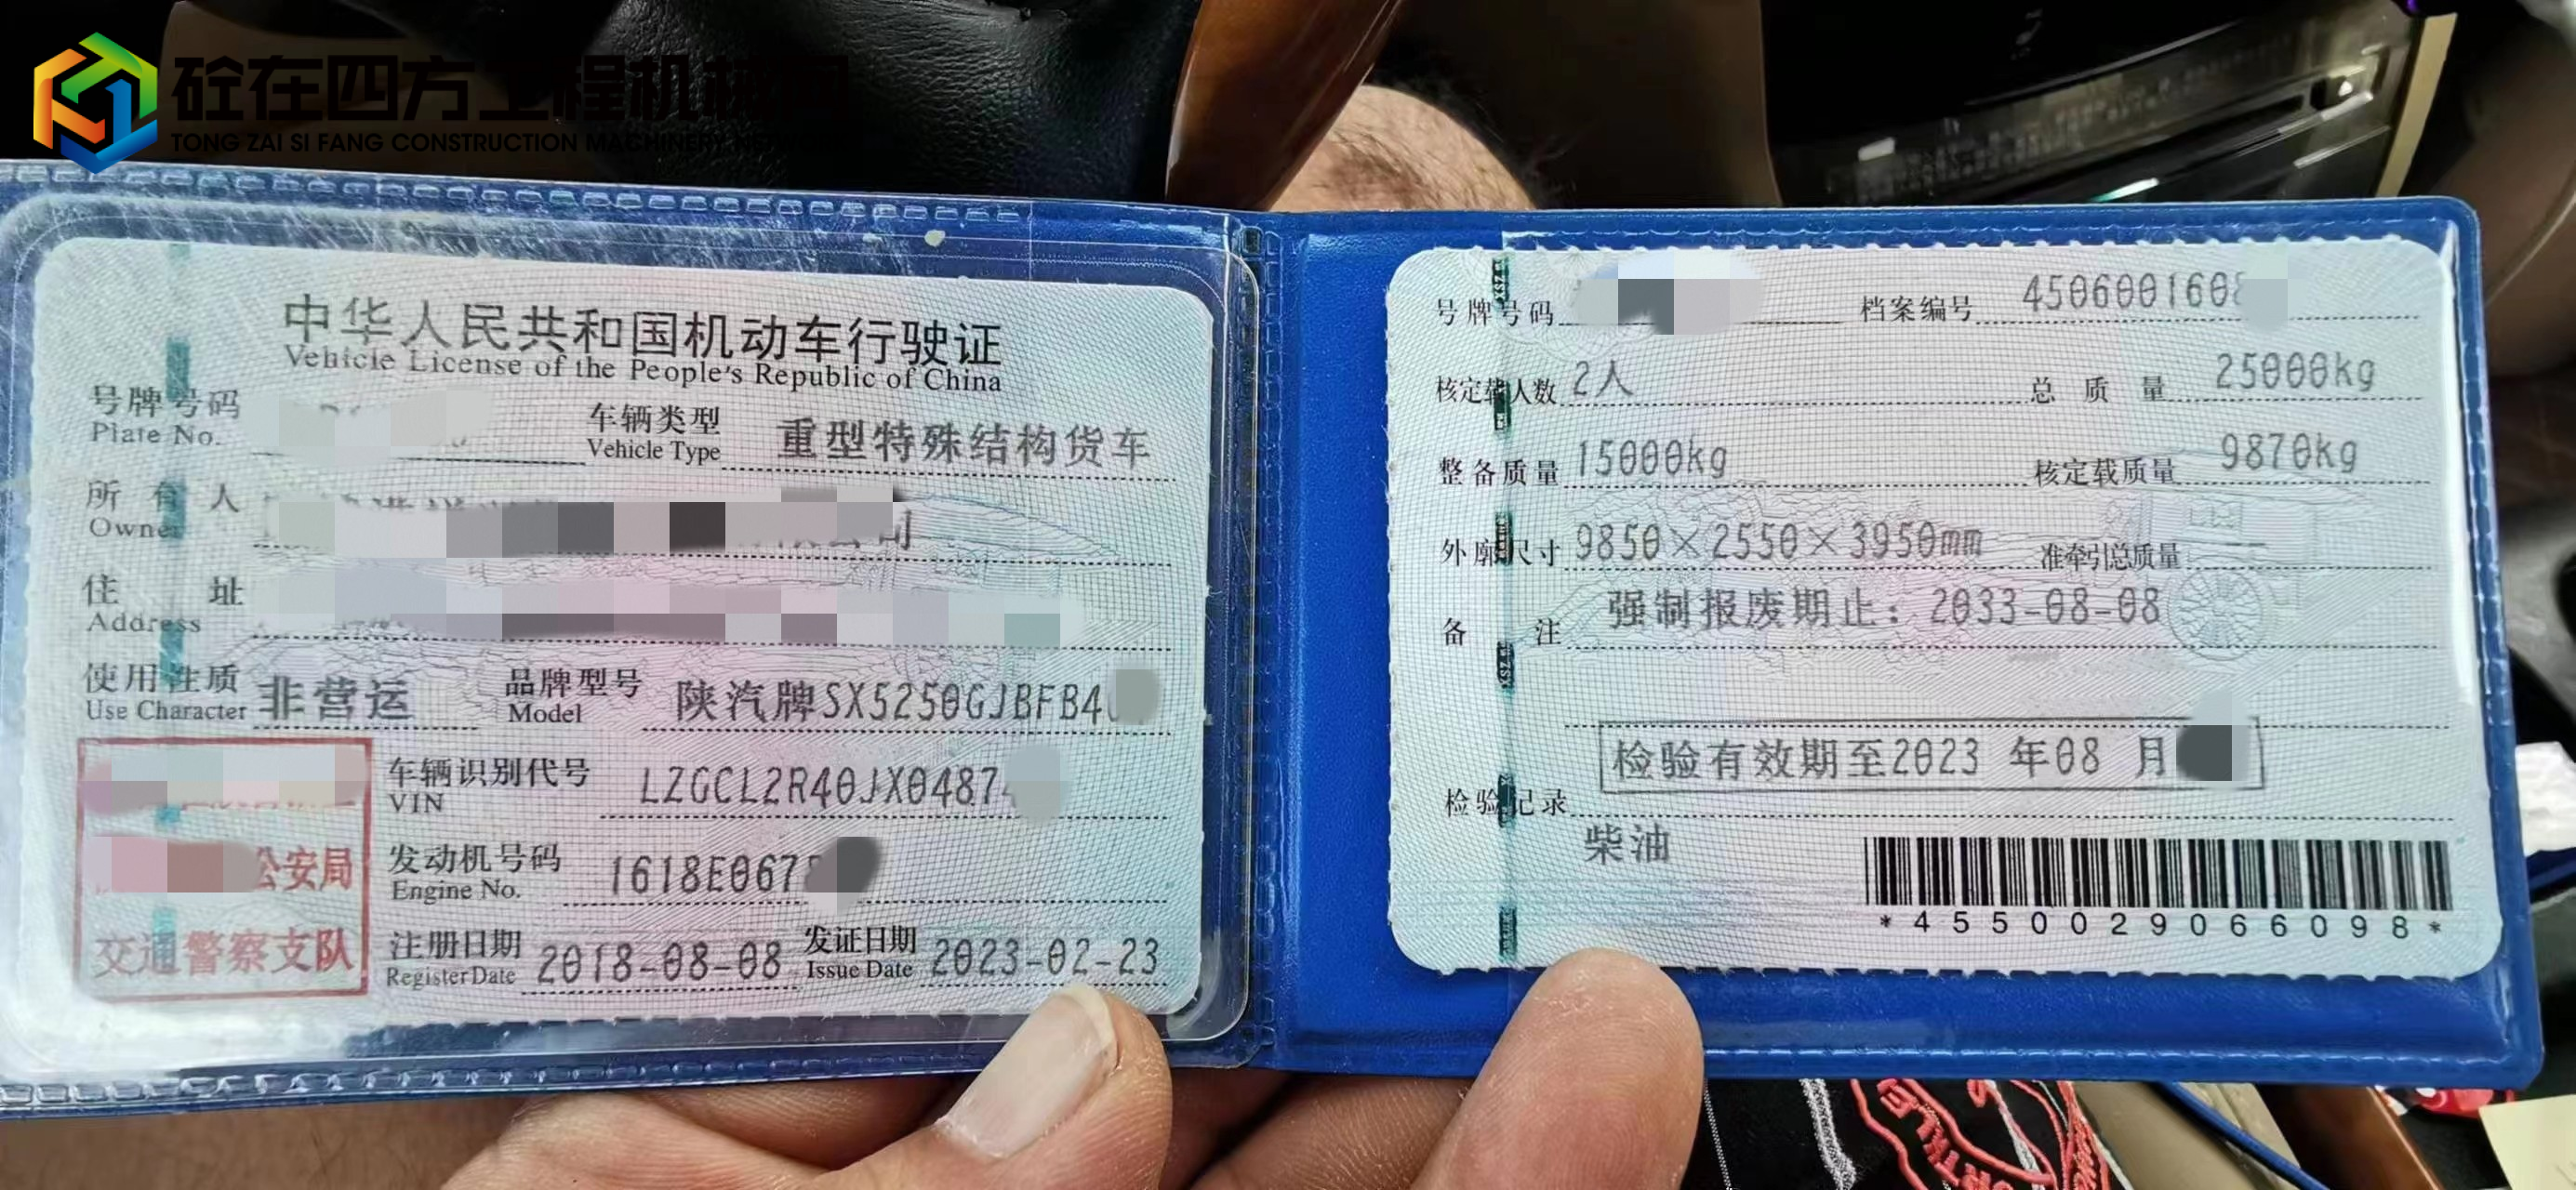 砼在四方工程机械网
TONG ZAI SI FANG CONSTRUCTION MACHINERY
中华人民共和国机动车行驶证
Vehicle License of the People's Republic of China
号牌号码
Plate No.
车辆类型 重型特殊结构货车
Vehicle Type
所有人
Owner
公司
住址
Address
使用性质 非营运 品牌型号 陕汽牌SX5250GJBFB4
Use Character Model
车辆识别代号 LZGCL2R40JX04874
VIN
发动机号码 1618E067
Engine No.
公安局
交通警察支队
注册日期 2018-08-08 发证日期 2023-02-23
Register Date Issue Date
号牌号码 档案编号 450600160
核定载人数 2人 总质量 25000kg
整备质量 15000kg 核定载质量 9870kg
外廓尺寸 9850×2550×3950mm 准牵引总质量
备注 强制报废期止：2033-08-08
检验有效期至2023 年08 月
检验记录
柴油
*4550029066098*